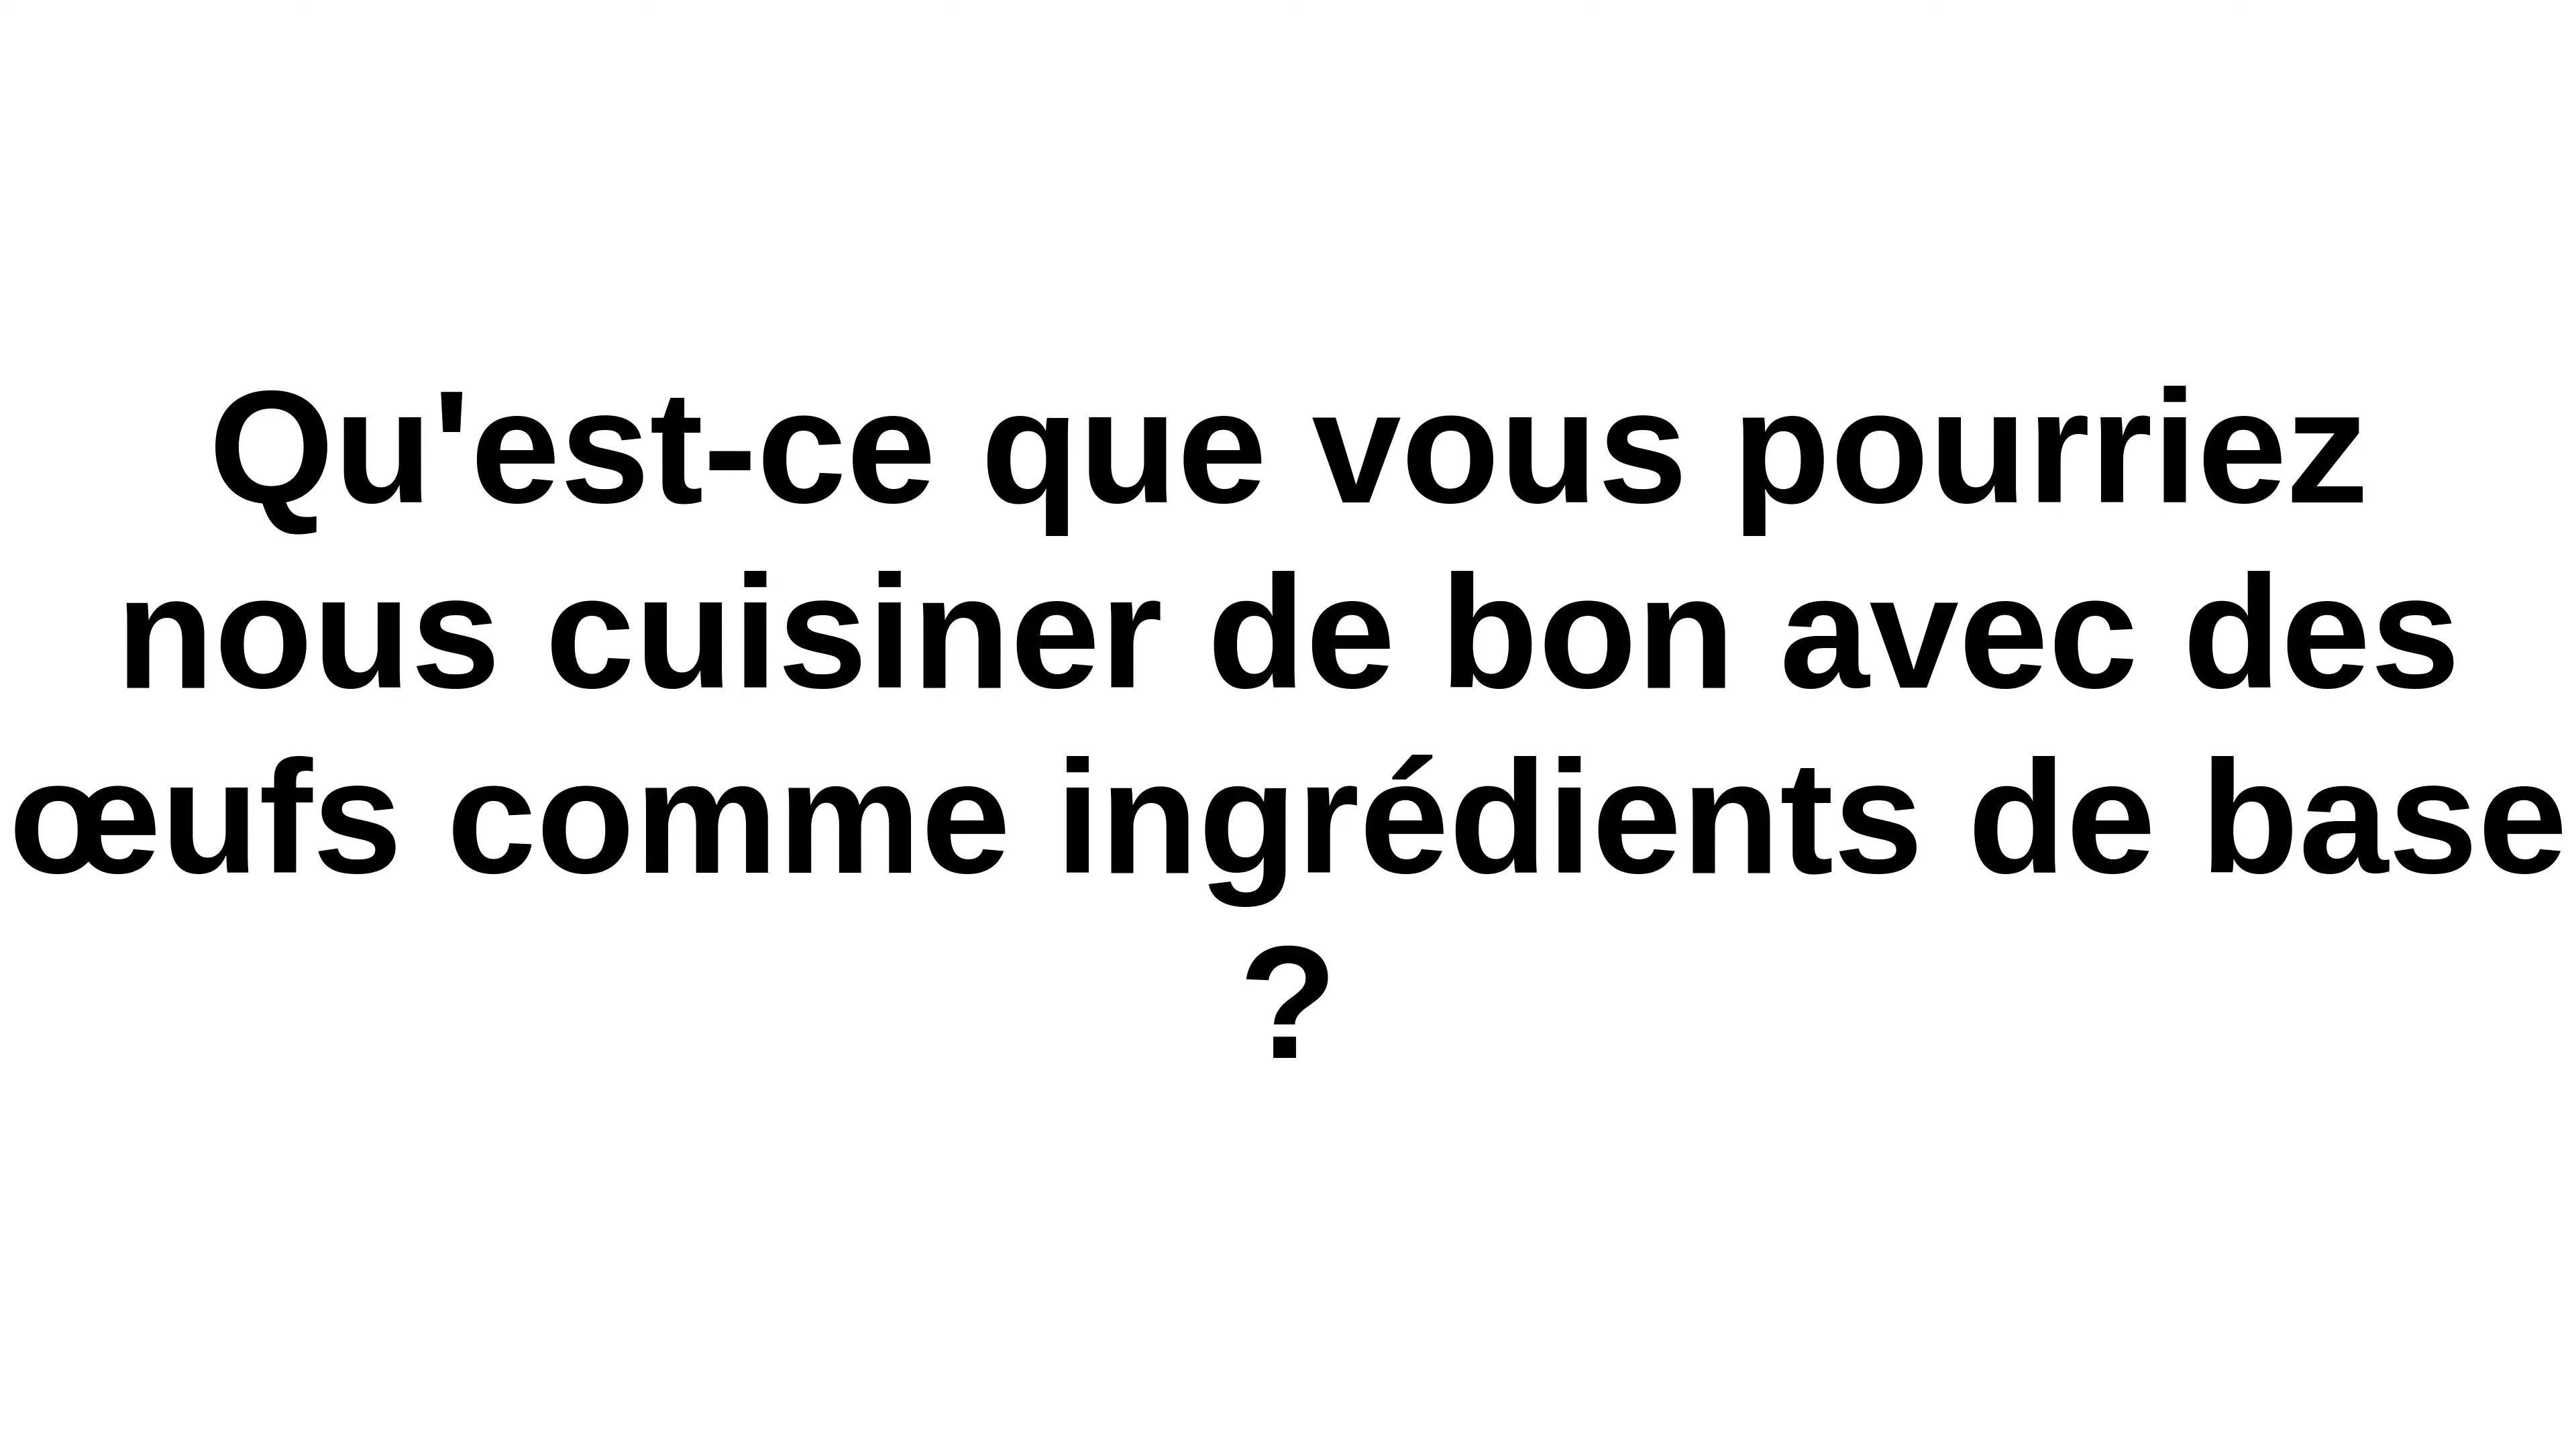 Qu'est-ce que vous pourriez
nous cuisiner de bon avec des
œufs comme ingrédients de base
?